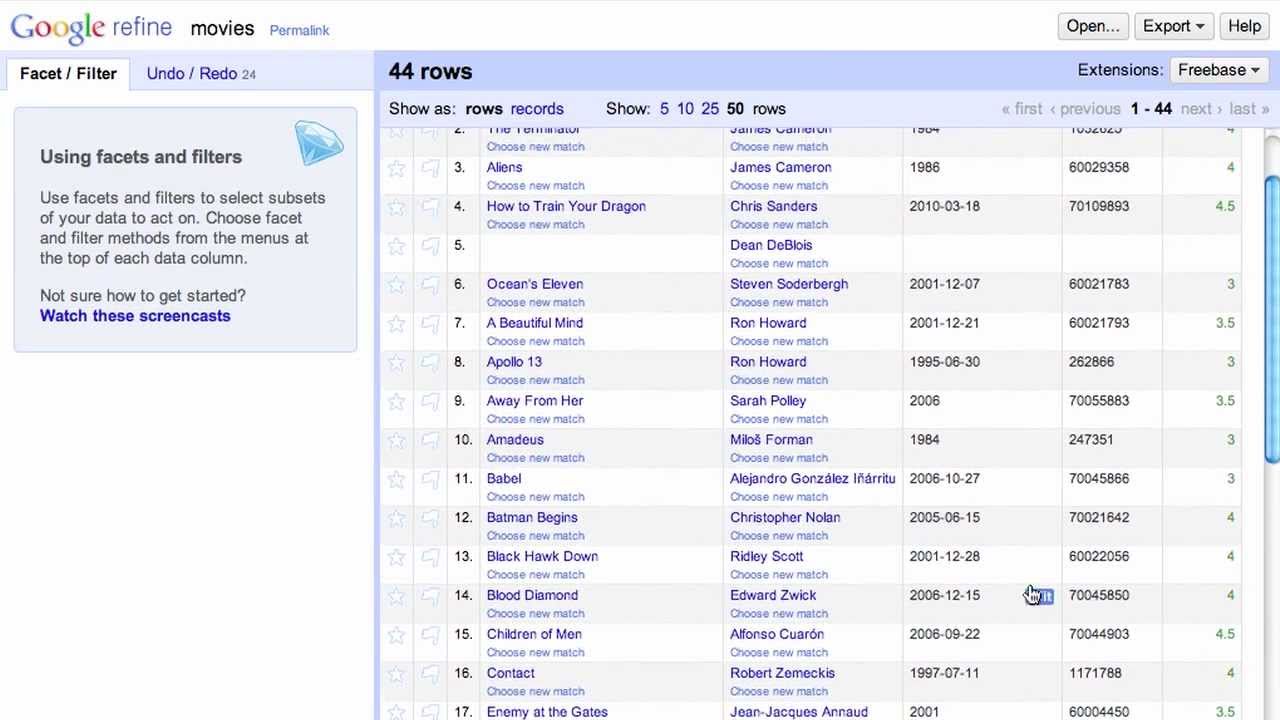 Google refine movies Permalink Open... Export Help
Facet / Filter Undo / Redo 24
44 rows Extensions: Freebase
Show as: rows records Show: 5 10 25 50 rows « first ‹ previous 1 - 44 next › last »
Using facets and filters
Use facets and filters to select subsets
of your data to act on. Choose facet
and filter methods from the menus at
the top of each data column.
Not sure how to get started?
Watch these screencasts
2. The Terminator James Cameron 1984 1032625 4
Choose new match Choose new match
3. Aliens James Cameron 1986 60029358 4
Choose new match Choose new match
4. How to Train Your Dragon Chris Sanders 2010-03-18 70109893 4.5
Choose new match Choose new match
5. Dean DeBlois
Choose new match
6. Ocean's Eleven Steven Soderbergh 2001-12-07 60021783 3
Choose new match Choose new match
7. A Beautiful Mind Ron Howard 2001-12-21 60021793 3.5
Choose new match Choose new match
8. Apollo 13 Ron Howard 1995-06-30 262866 3
Choose new match Choose new match
9. Away From Her Sarah Polley 2006 70055883 3.5
Choose new match Choose new match
10. Amadeus Miloš Forman 1984 247351 3
Choose new match Choose new match
11. Babel Alejandro González Iñárritu 2006-10-27 70045866 3
Choose new match Choose new match
12. Batman Begins Christopher Nolan 2005-06-15 70021642 4
Choose new match Choose new match
13. Black Hawk Down Ridley Scott 2001-12-28 60022056 4
Choose new match Choose new match
14. Blood Diamond Edward Zwick 2006-12-15 70045850 4
Choose new match Choose new match
15. Children of Men Alfonso Cuarón 2006-09-22 70044903 4.5
Choose new match Choose new match
16. Contact Robert Zemeckis 1997-07-11 1171788 4
Choose new match Choose new match
17. Enemy at the Gates Jean-Jacques Annaud 2001 60004450 3.5